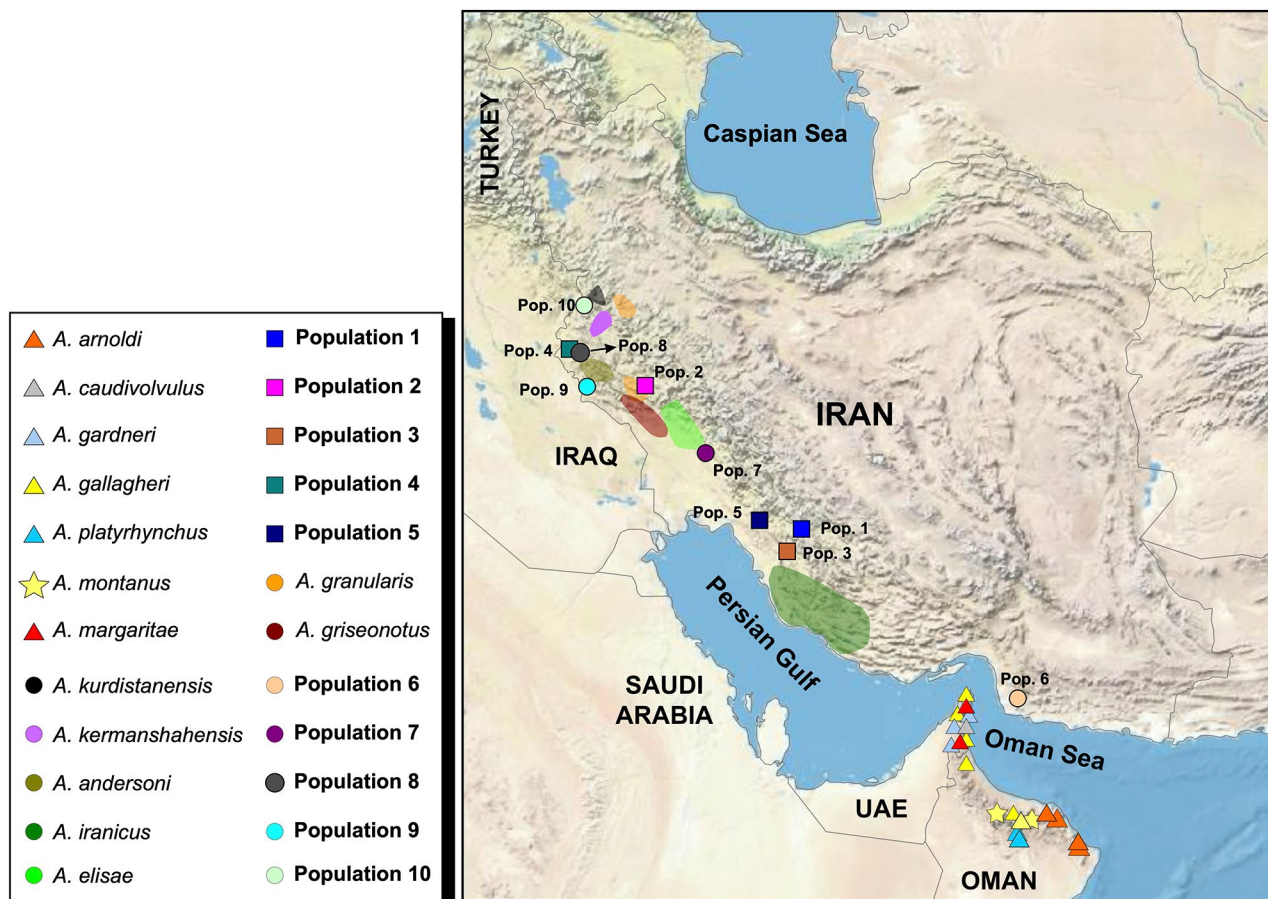 A. arnoldi
A. caudivolvulus
A. gardneri
A. gallagheri
A. platyrhynchus
A. montanus
A. margaritae
A. kurdistanensis
A. kermanshahensis
A. andersoni
A. iranicus
A. elisae
Population 1
Population 2
Population 3
Population 4
Population 5
A. granularis
A. griseonotus
Population 6
Population 7
Population 8
Population 9
Population 10
TURKEY
Caspian Sea
Pop. 10
Pop. 4
Pop. 8
Pop. 2
Pop. 9
IRAN
IRAQ
Pop. 7
Pop. 5
Pop. 1
Pop. 3
Persian Gulf
SAUDI
ARABIA
Pop. 6
Oman Sea
UAE
OMAN